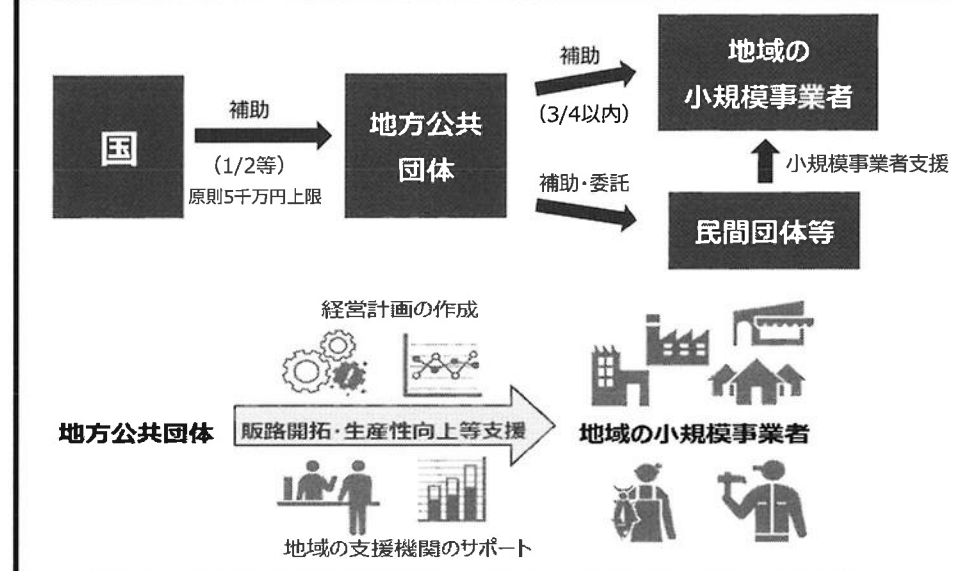 国
補助
(1/2等)
原則5千万円上限
地方公共
団体
補助
(3/4以内)
地域の
小規模事業者
補助・委託
民間団体等
小規模事業者支援
経営計画の作成
地方公共団体
販路開拓・生産性向上等支援
地域の小規模事業者
地域の支援機関のサポート